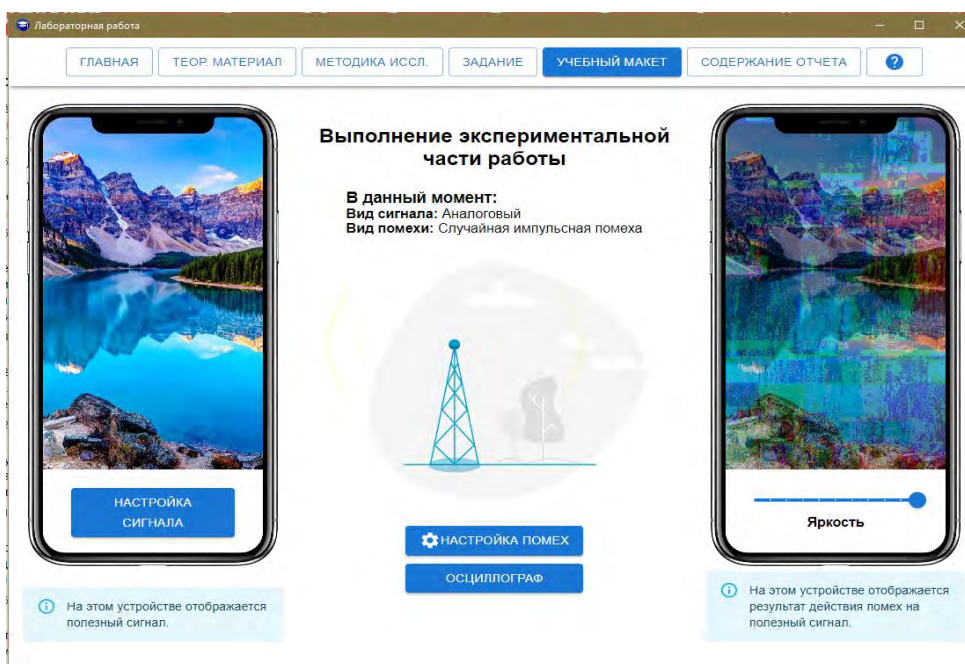 Лабораторная работа
ГЛАВНАЯ
ТЕОР. МАТЕРИАЛ
МЕТОДИКА ИССЛ.
ЗАДАНИЕ
УЧЕБНЫЙ МАКЕТ
СОДЕРЖАНИЕ ОТЧЕТА
?
Выполнение экспериментальной
части работы
В данный момент:
Вид сигнала: Аналоговый
Вид помехи: Случайная импульсная помеха
НАСТРОЙКА
СИГНАЛА
НАСТРОЙКА ПОМЕХ
ОСЦИЛЛОГРАФ
Яркость
На этом устройстве отображается
полезный сигнал.
На этом устройстве отображается
результат действия помех на
полезный сигнал.